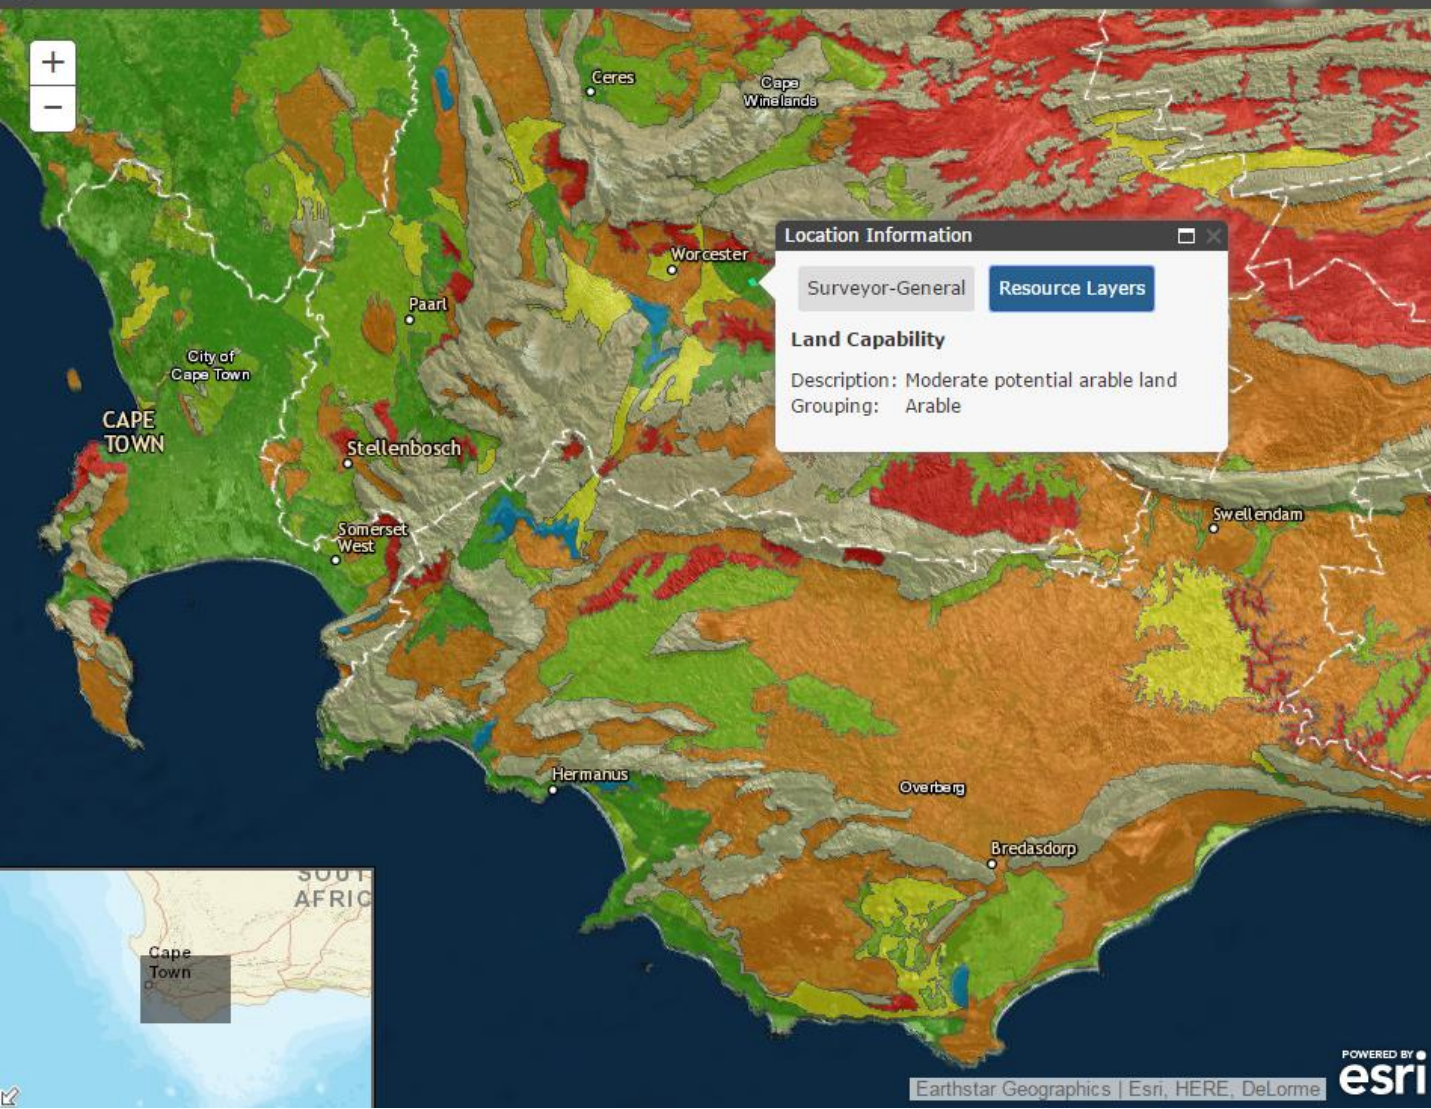 +
−
Ceres
Cape
Winelands
Location Information
Surveyor-General
Resource Layers
Land Capability
Description: Moderate potential arable land
Grouping: Arable
Worcester
Paarl
City of
Cape Town
CAPE
TOWN
Stellenbosch
Somerset
West
Swellendam
Hermanus
Overberg
Bredasdorp
SOUT
AFRIC
Cape
Town
POWERED BY
esri
Earthstar Geographics | Esri, HERE, DeLorme